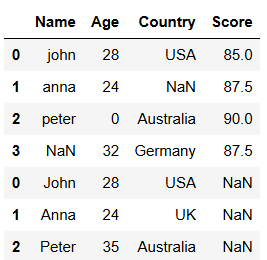 Name Age Country Score
0 john 28 USA 85.0
1 anna 24 NaN 87.5
2 peter 0 Australia 90.0
3 NaN 32 Germany 87.5
0 John 28 USA NaN
1 Anna 24 UK NaN
2 Peter 35 Australia NaN